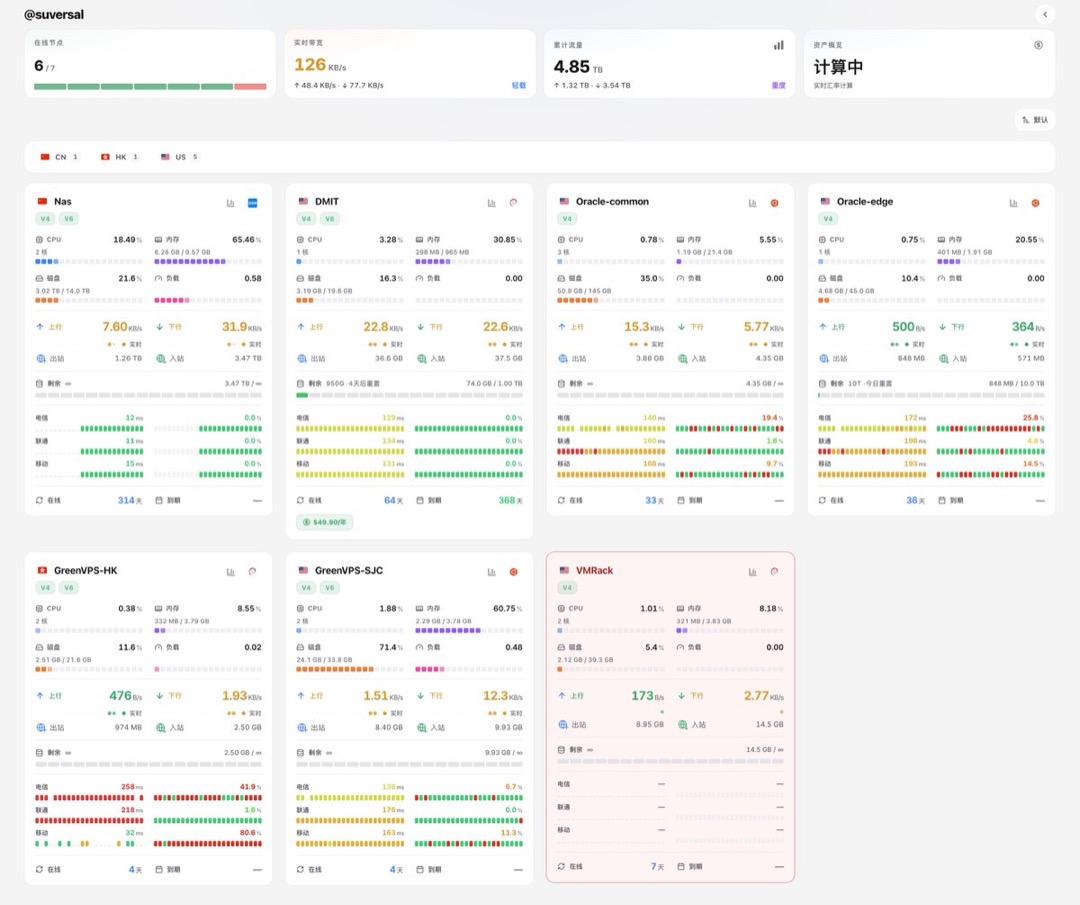 @suversal
在线节点
6 / 7
实时带宽
126 KB/s
↑ 48.4 KB/s · ↓ 77.7 KB/s 轻载
累计流量
4.85 TB
↑ 1.32 TB · ↓ 3.54 TB 重度
资产概览
计算中
实时汇率计算
默认
CN 1 HK 1 US 5
Nas
V4 V6
CPU 18.49% 内存 65.46%
2 核 6.26 GB / 9.57 GB
磁盘 21.6% 负载 0.58
3.02 TB / 14.0 TB
上行 7.60 KB/s 下行 31.9 KB/s
实时 实时
出站 1.26 TB 入站 3.47 TB
剩余 ∞ 3.47 TB / ∞
电信 12 ms 0.0%
联通 11 ms 0.0%
移动 15 ms 0.0%
在线 314 天 到期 —
DMIT
V4 V6
CPU 3.28% 内存 30.85%
1 核 298 MB / 965 MB
磁盘 16.3% 负载 0.00
3.19 GB / 19.6 GB
上行 22.8 KB/s 下行 22.6 KB/s
实时 实时
出站 36.6 GB 入站 37.5 GB
剩余 950G · 4天后重置 74.0 GB / 1.00 TB
电信 129 ms 0.0%
联通 134 ms 0.0%
移动 131 ms 0.0%
在线 64 天 到期 368 天
$49.90/年
Oracle-common
V4
CPU 0.78% 内存 5.55%
3 核 1.19 GB / 21.4 GB
磁盘 35.0% 负载 0.00
50.8 GB / 145 GB
上行 15.3 KB/s 下行 5.77 KB/s
实时 实时
出站 3.88 GB 入站 4.35 GB
剩余 ∞ 4.35 GB / ∞
电信 140 ms 19.4%
联通 160 ms 1.6%
移动 168 ms 9.7%
在线 33 天 到期 —
Oracle-edge
V4
CPU 0.75% 内存 20.55%
1 核 401 MB / 1.91 GB
磁盘 10.4% 负载 0.00
4.68 GB / 45.0 GB
上行 500 B/s 下行 364 B/s
实时 实时
出站 848 MB 入站 571 MB
剩余 10T · 今日重置 848 MB / 10.0 TB
电信 172 ms 25.8%
联通 198 ms 4.8%
移动 193 ms 14.5%
在线 36 天 到期 —
GreenVPS-HK
V4 V6
CPU 0.38% 内存 8.55%
2 核 332 MB / 3.79 GB
磁盘 11.6% 负载 0.02
2.51 GB / 21.6 GB
上行 476 B/s 下行 1.93 KB/s
实时 实时
出站 974 MB 入站 2.50 GB
剩余 ∞ 2.50 GB / ∞
电信 258 ms 41.9%
联通 218 ms 1.6%
移动 32 ms 80.6%
在线 4 天 到期 —
GreenVPS-SJC
V4 V6
CPU 1.88% 内存 60.75%
2 核 2.29 GB / 3.78 GB
磁盘 71.4% 负载 0.48
24.1 GB / 33.8 GB
上行 1.51 KB/s 下行 12.3 KB/s
实时 实时
出站 8.40 GB 入站 9.93 GB
剩余 ∞ 9.93 GB / ∞
电信 136 ms 9.7%
联通 176 ms 0.0%
移动 163 ms 11.3%
在线 4 天 到期 —
VMRack
V4
CPU 1.01% 内存 8.18%
2 核 321 MB / 3.83 GB
磁盘 5.4% 负载 0.00
2.12 GB / 39.3 GB
上行 173 B/s 下行 2.77 KB/s
出站 8.95 GB 入站 14.5 GB
剩余 ∞ 14.5 GB / ∞
电信 — —
联通 — —
移动 — —
在线 7 天 到期 —